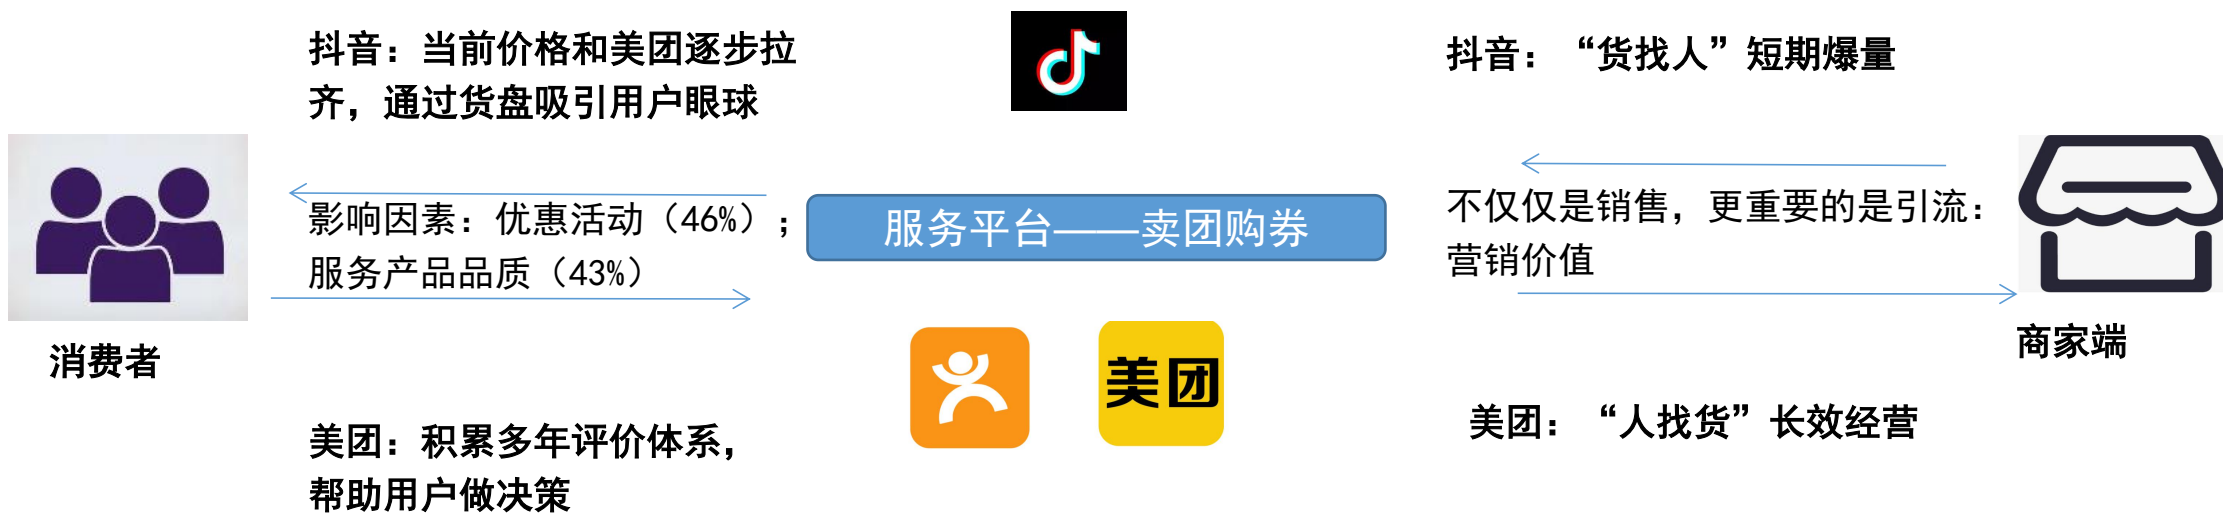 抖音：当前价格和美团逐步拉
齐，通过货盘吸引用户眼球
抖音：“货找人”短期爆量
影响因素：优惠活动（46%）；
服务产品品质（43%）
服务平台——卖团购券
不仅仅是销售，更重要的是引流：
营销价值
消费者
商家端
美团
美团：积累多年评价体系，
帮助用户做决策
美团：“人找货”长效经营